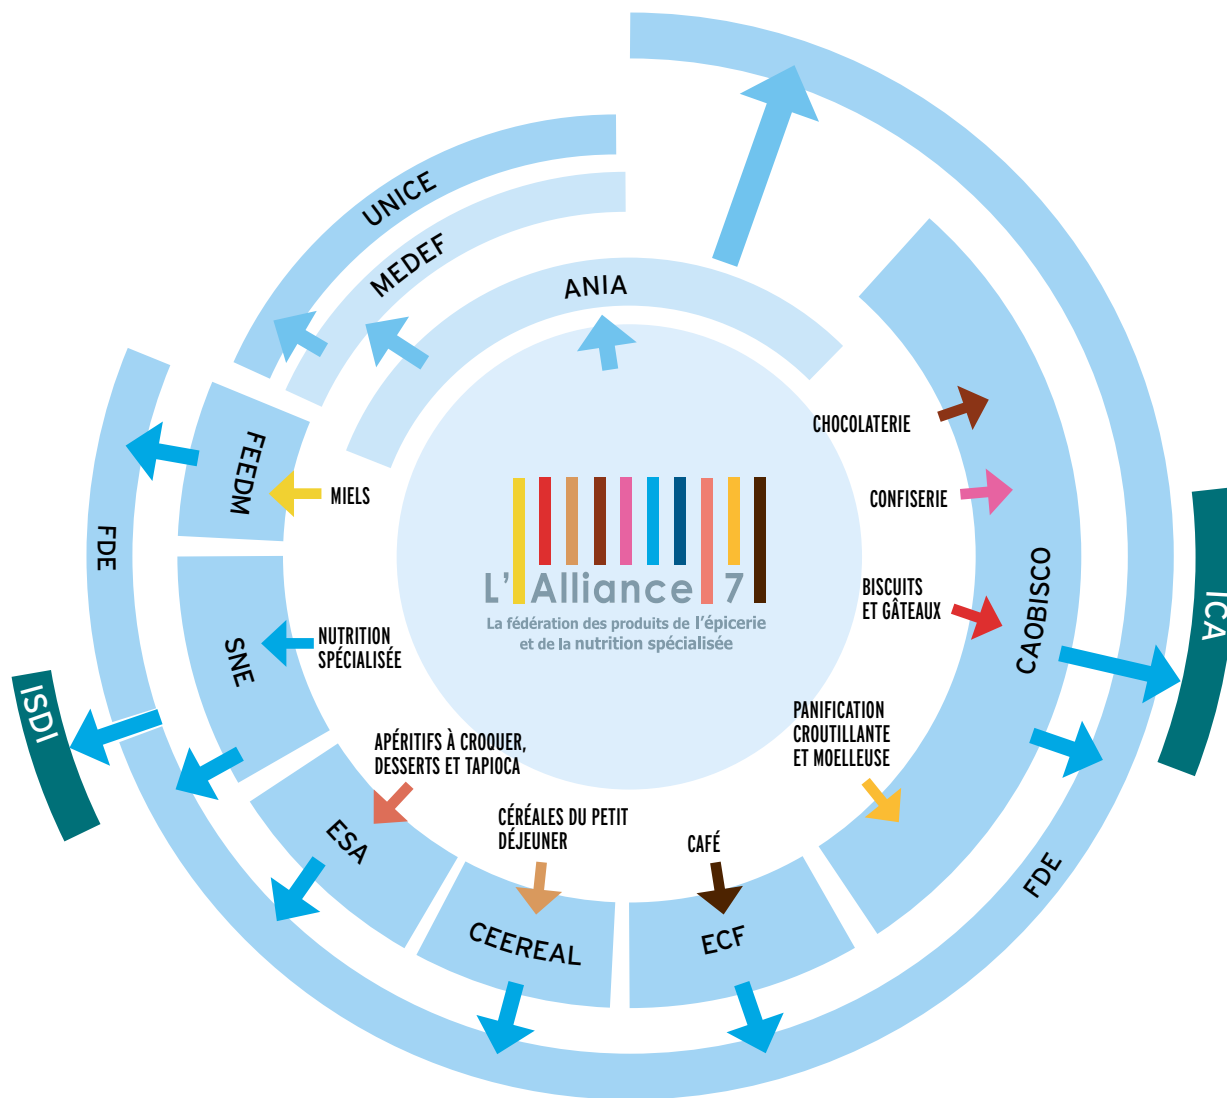 UNICE
MEDEF
ANIA
CHOCOLATERIE
CONFISERIE
BISCUITS
ET GÂTEAUX
CAOBISCO
ICA
FEEDM
MIELS
FDE
SNE
NUTRITION
SPÉCIALISÉE
L'Alliance 7
La fédération des produits de l'épicerie
et de la nutrition spécialisée
ISDI
PANIFICATION
CROUTILLANTE
ET MOELLEUSE
APÉRITIFS À CROQUER,
DESSERTS ET TAPIOCA
ESA
CÉRÉALES DU PETIT
DÉJEUNER
CEEREAL
CAFÉ
ECF
FDE